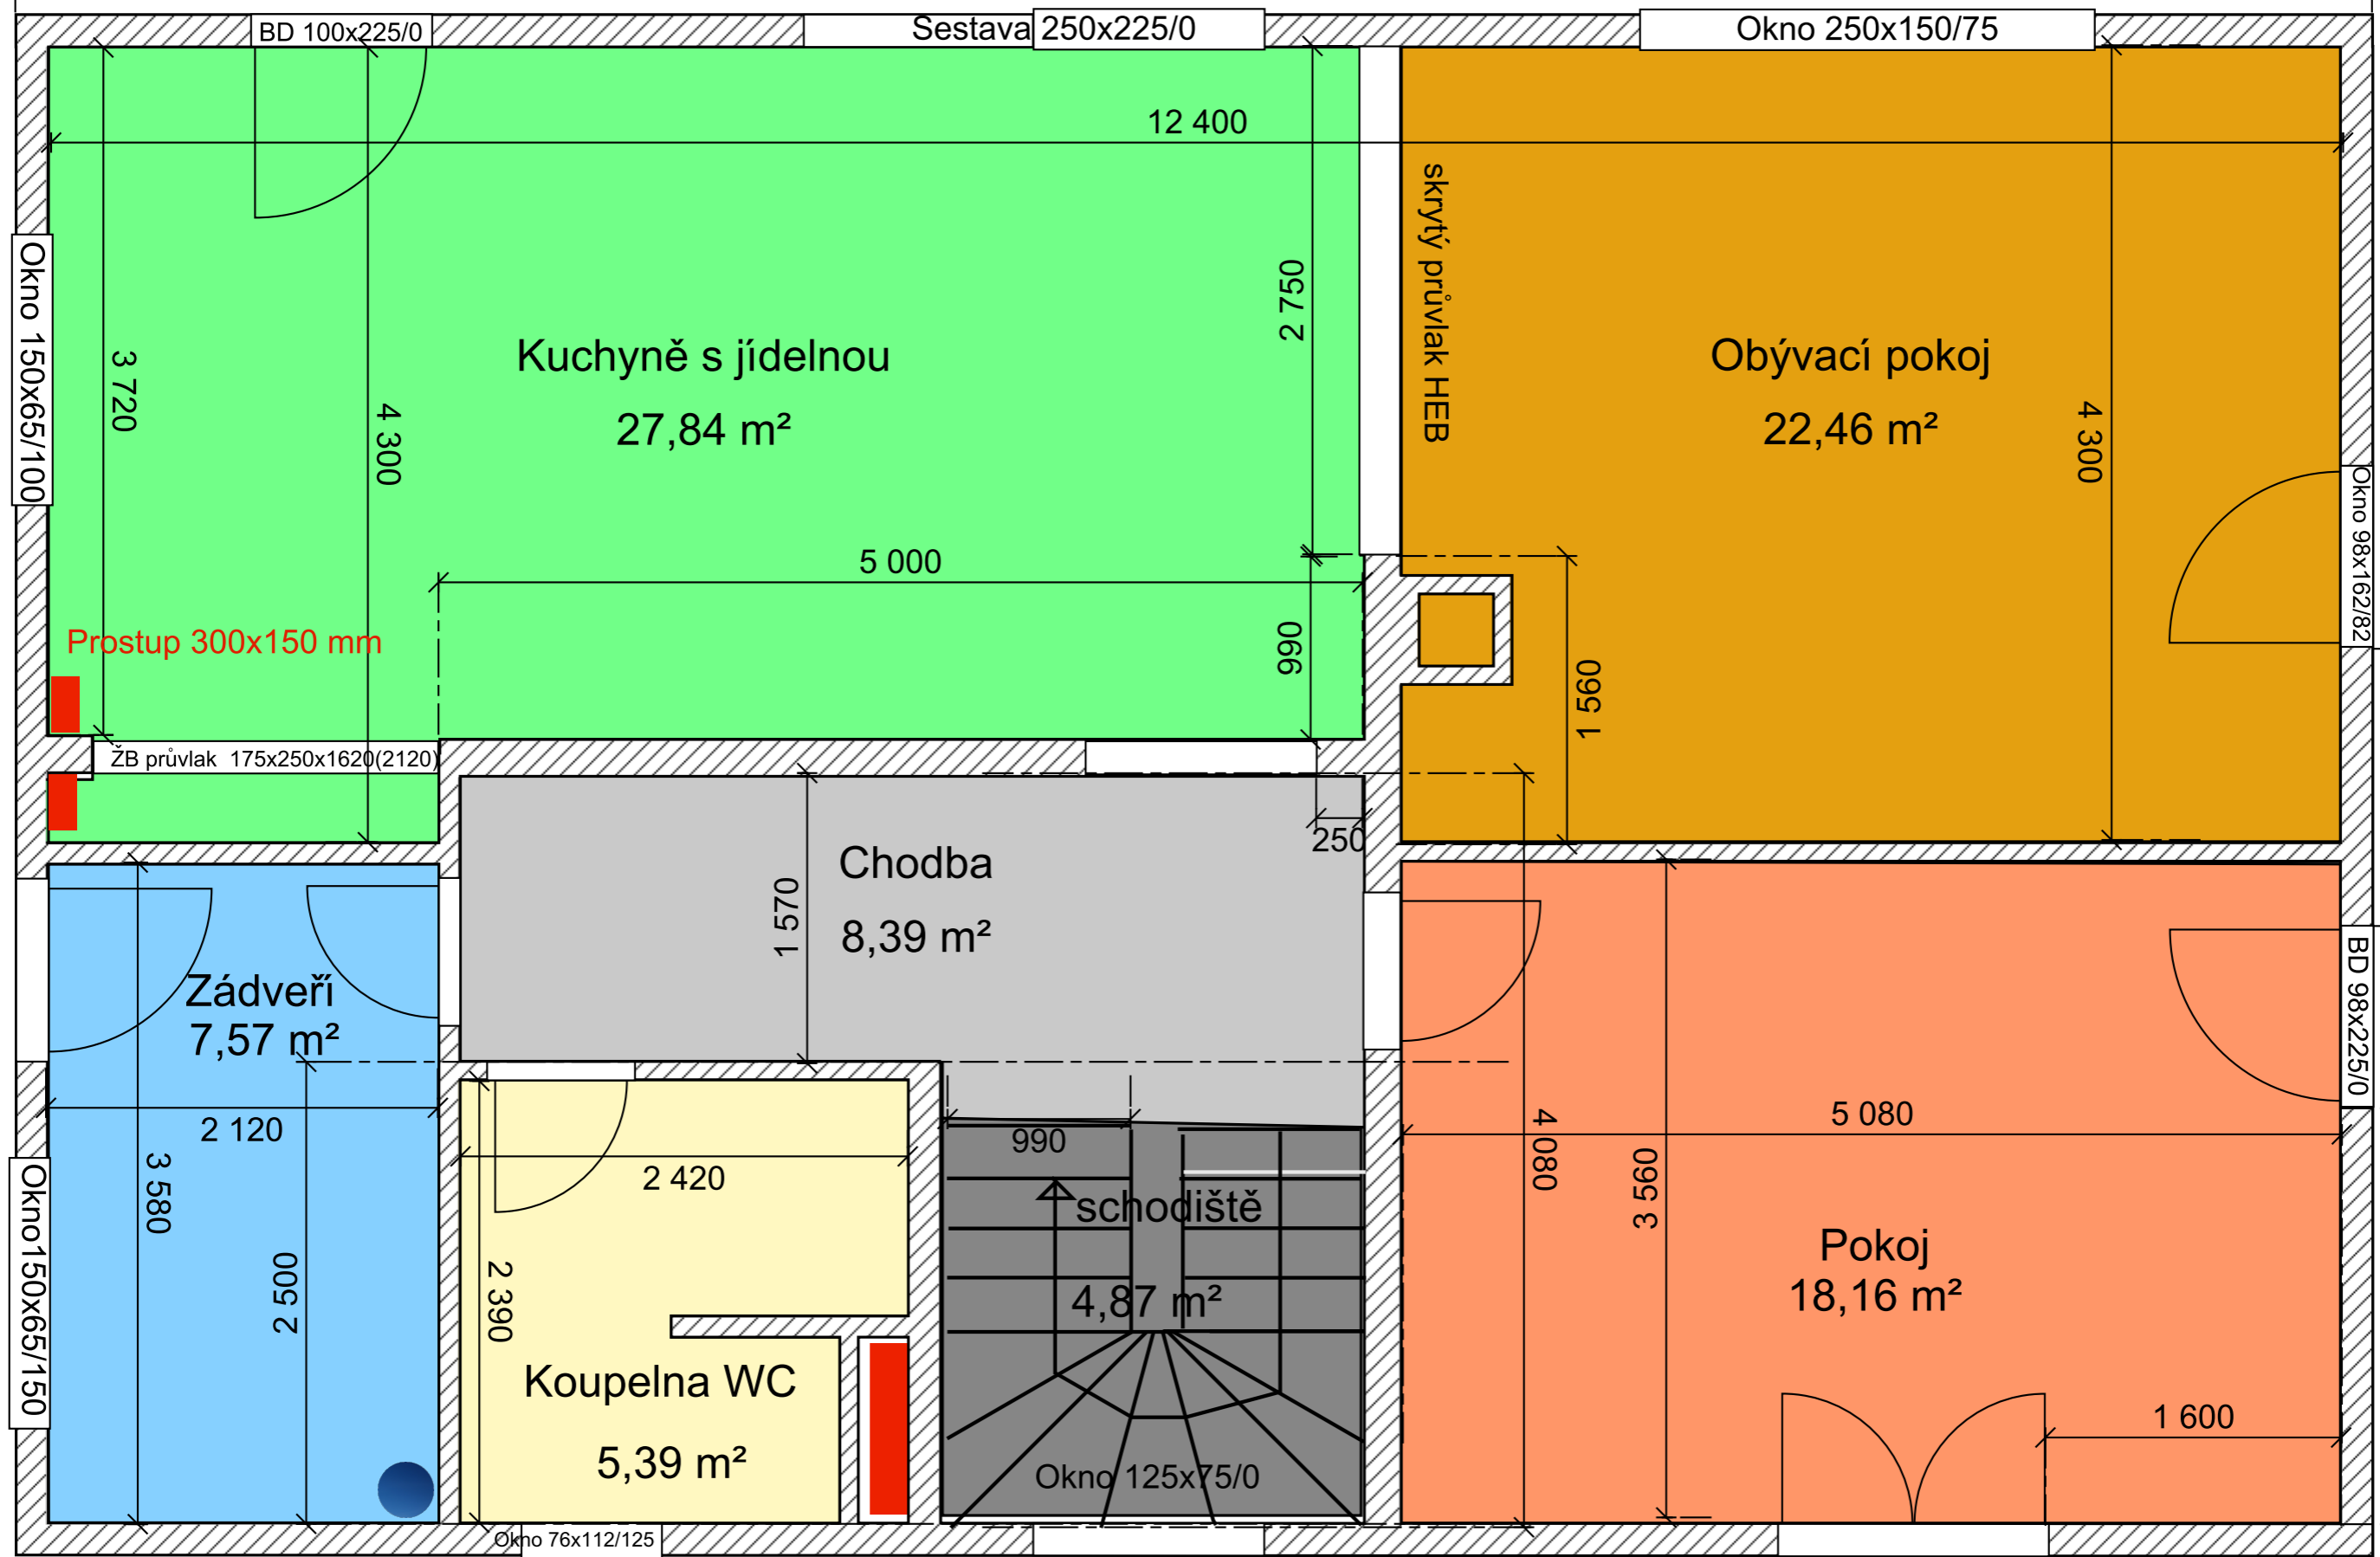 BD 100x225/0
Sestava 250x225/0
Okno 250x150/75
12 400
skrytý průvlak HEB
Okno 150x65/100
3 720
4 300
2 750
Kuchyně s jídelnou
27,84 m²
Obývací pokoj
22,46 m²
4 300
Okno 98x162/82
5 000
Prostup 300x150 mm
990
1 590
ŽB průvlak 175x250x1620(2120)
250
Chodba
8,39 m²
1 570
Zádveří
7,57 m²
BD 98x225/0
2 120
3 580
2 500
Okno150x65/150
2 420
2 390
990
schodiště
4,87 m²
4 080
3 560
5 080
Pokoj
18,16 m²
1 600
Koupelna WC
5,39 m²
Okno 125x75/0
Okno 76x112/125